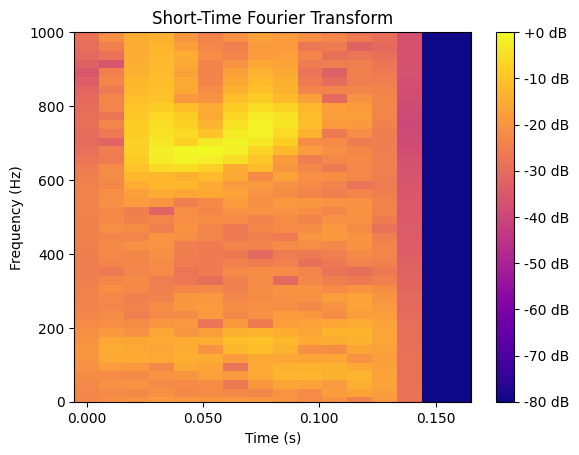 Short-Time Fourier Transform
1000
800
600
400
200
0
Frequency (Hz)
0.000 0.050 0.100 0.150
Time (s)
+0 dB
-10 dB
-20 dB
-30 dB
-40 dB
-50 dB
-60 dB
-70 dB
-80 dB